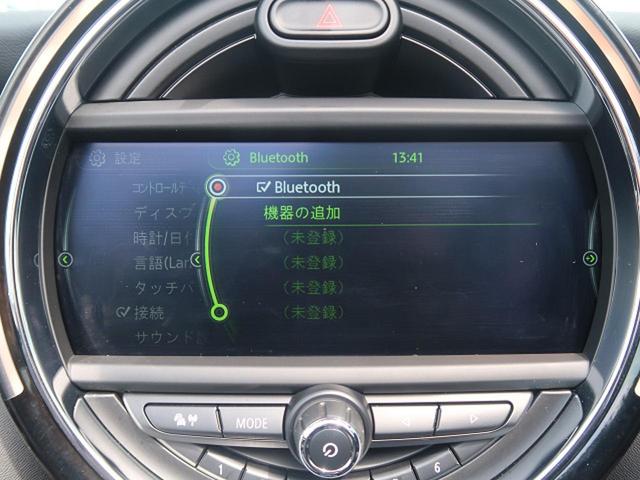 設定
Bluetooth
13:41
コントロールデ
Bluetooth
ディスプ
機器の追加
時計/日付
(未登録)
言語(Lan
(未登録)
タッチパ
(未登録)
接続
(未登録)
サウンド
MODE
1
6